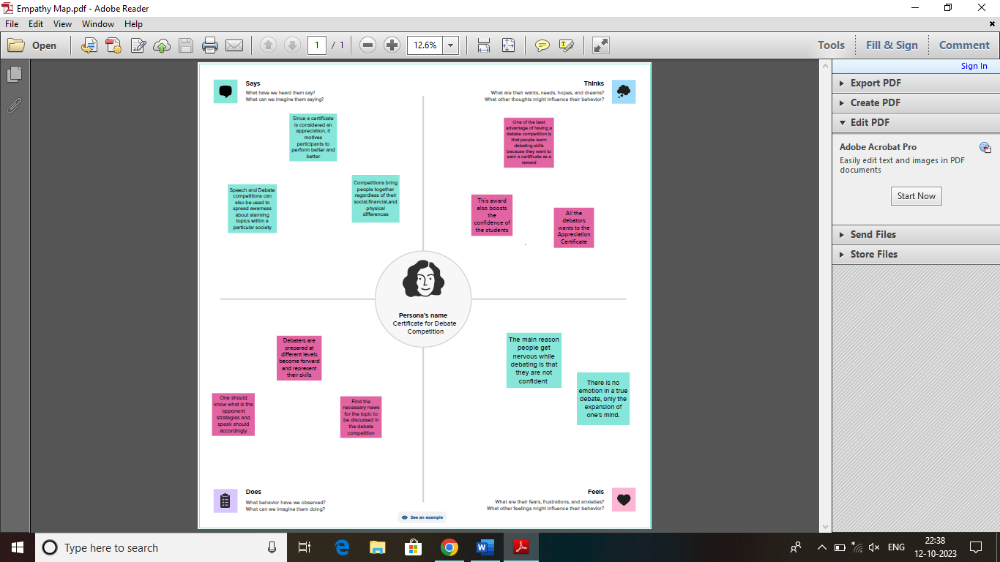 Empathy Map.pdf - Adobe Reader
File Edit View Window Help
Open
1 / 1
12.6%
Tools
Fill & Sign
Comment
Sign In
Export PDF
Create PDF
Edit PDF
Adobe Acrobat Pro
Easily edit text and images in PDF
documents
Start Now
Send Files
Store Files
Says
What have we heard them say?
What can we imagine them saying?
Since a certificate
is considered an
appreciation, it
motives
participants to
perform better and
better
Speech and Debate
competitions can
also be used to
spread awarness
about alarming
topics within a
particular society
Competitions bring
people together
regardless of their
social,financial,and
physical
differences
Thinks
What are their wants, needs, hopes, and dreams?
What other thoughts might influence their behavior?
One of the best
advantage of having a
debate competition is
that people learn
debating skills
because they want to
earn a certificate as a
reward
This award
also boosts
the
confidence of
the students
All the
debators
wants to the
Appreciation
Certificate
Persona's name
Certificate for Debate
Competition
Debaters are
prepared at
different levels
become forward
and represent
their skills
One should
know what is the
opponent
strategies and
speak should
accordingly
Find the
necessary news
for the topic to
be discussed in
the debate
competition
The main reason
people get
nervous while
debating is that
they are not
confident
There is no
emotion in a true
debate, only the
expansion of
one's mind.
Does
What behavior have we observed?
What can we imagine them doing?
Feels
What are their fears, frustrations, and anxieties?
What other feelings might influence their behavior?
See an example
Type here to search
ENG
22:38
12-10-2023